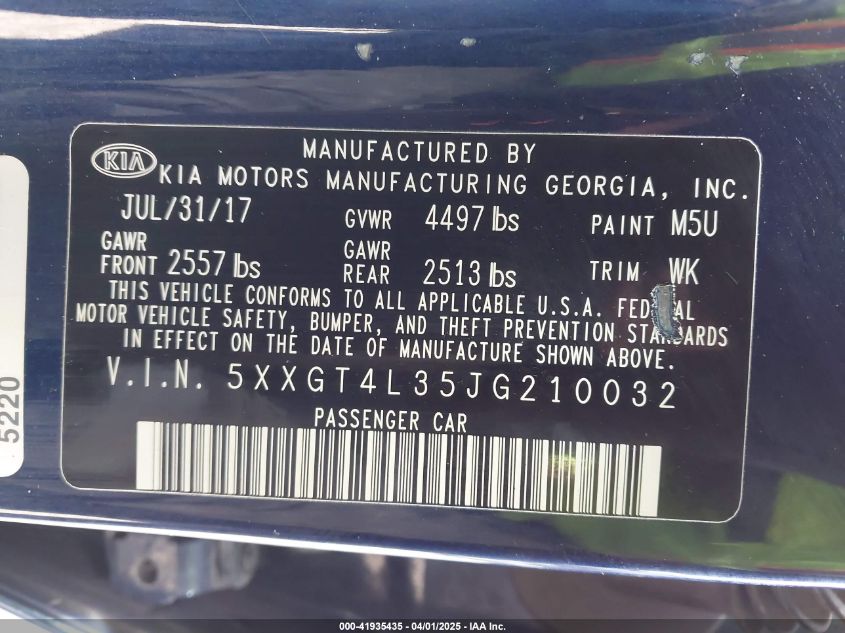 MANUFACTURED BY
KIA KIA MOTORS MANUFACTURING GEORGIA, INC.
JUL/31/17 GVWR 4497 lbs PAINT M5U
GAWR FRONT 2557 lbs GAWR REAR 2513 lbs TRIM WK
THIS VEHICLE CONFORMS TO ALL APPLICABLE U.S.A.
MOTOR VEHICLE SAFETY, BUMPER, AND THEFT PREVENTION STANDARDS
IN EFFECT ON THE DATE OF MANUFACTURE SHOWN ABOVE.
V.I.N. 5XXGT4L35JG210032
PASSENGER CAR
5220
000-41935435 - 04/01/2025 - IAA Inc.